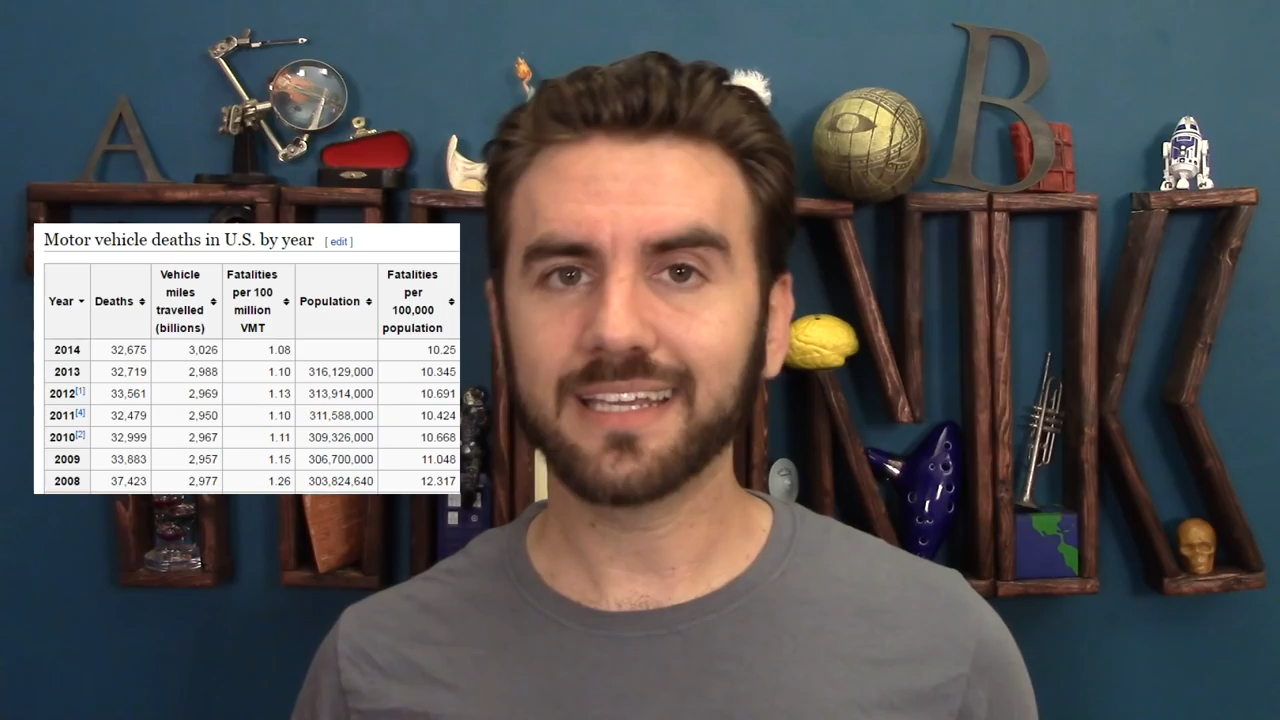 A
B
Motor vehicle deaths in U.S. by year [ edit ]
Year Deaths Vehicle miles travelled (billions) Fatalities per 100 million VMT Population Fatalities per 100,000 population
2014 32,675 3,026 1.08 10.25
2013 32,719 2,988 1.10 316,129,000 10.345
2012[1] 33,561 2,969 1.13 313,914,000 10.691
2011[4] 32,479 2,950 1.10 311,588,000 10.424
2010[2] 32,999 2,967 1.11 309,326,000 10.668
2009 33,883 2,957 1.15 306,700,000 11.048
2008 37,423 2,977 1.26 303,824,640 12.317